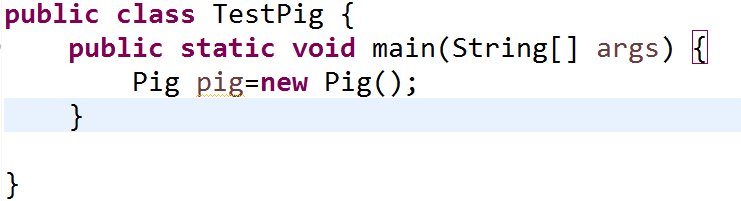 public class TestPig {
    public static void main(String[] args) {
        Pig pig=new Pig();
    }
}